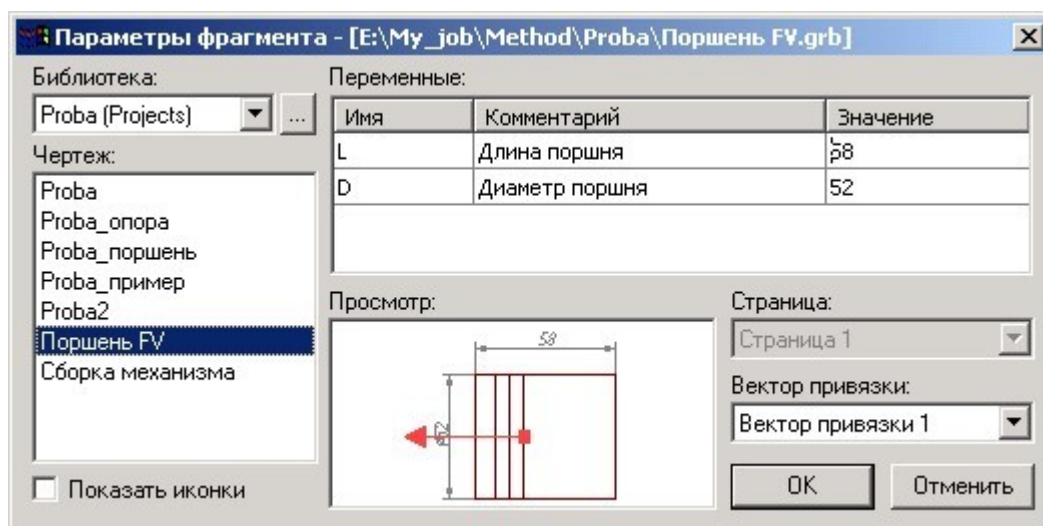 Параметры фрагмента - [E:\My_job\Method\Proba\Поршень FV.grb]
Библиотека:
Proba (Projects)
...
Чертеж:
Proba
Proba_опора
Proba_поршень
Proba_пример
Proba2
Поршень FV
Сборка механизма
Показать иконки
Переменные:
Имя Комментарий Значение
L Длина поршня 58
D Диаметр поршня 52
Просмотр:
58
Страница:
Страница 1
Вектор привязки:
Вектор привязки 1
OK Отменить